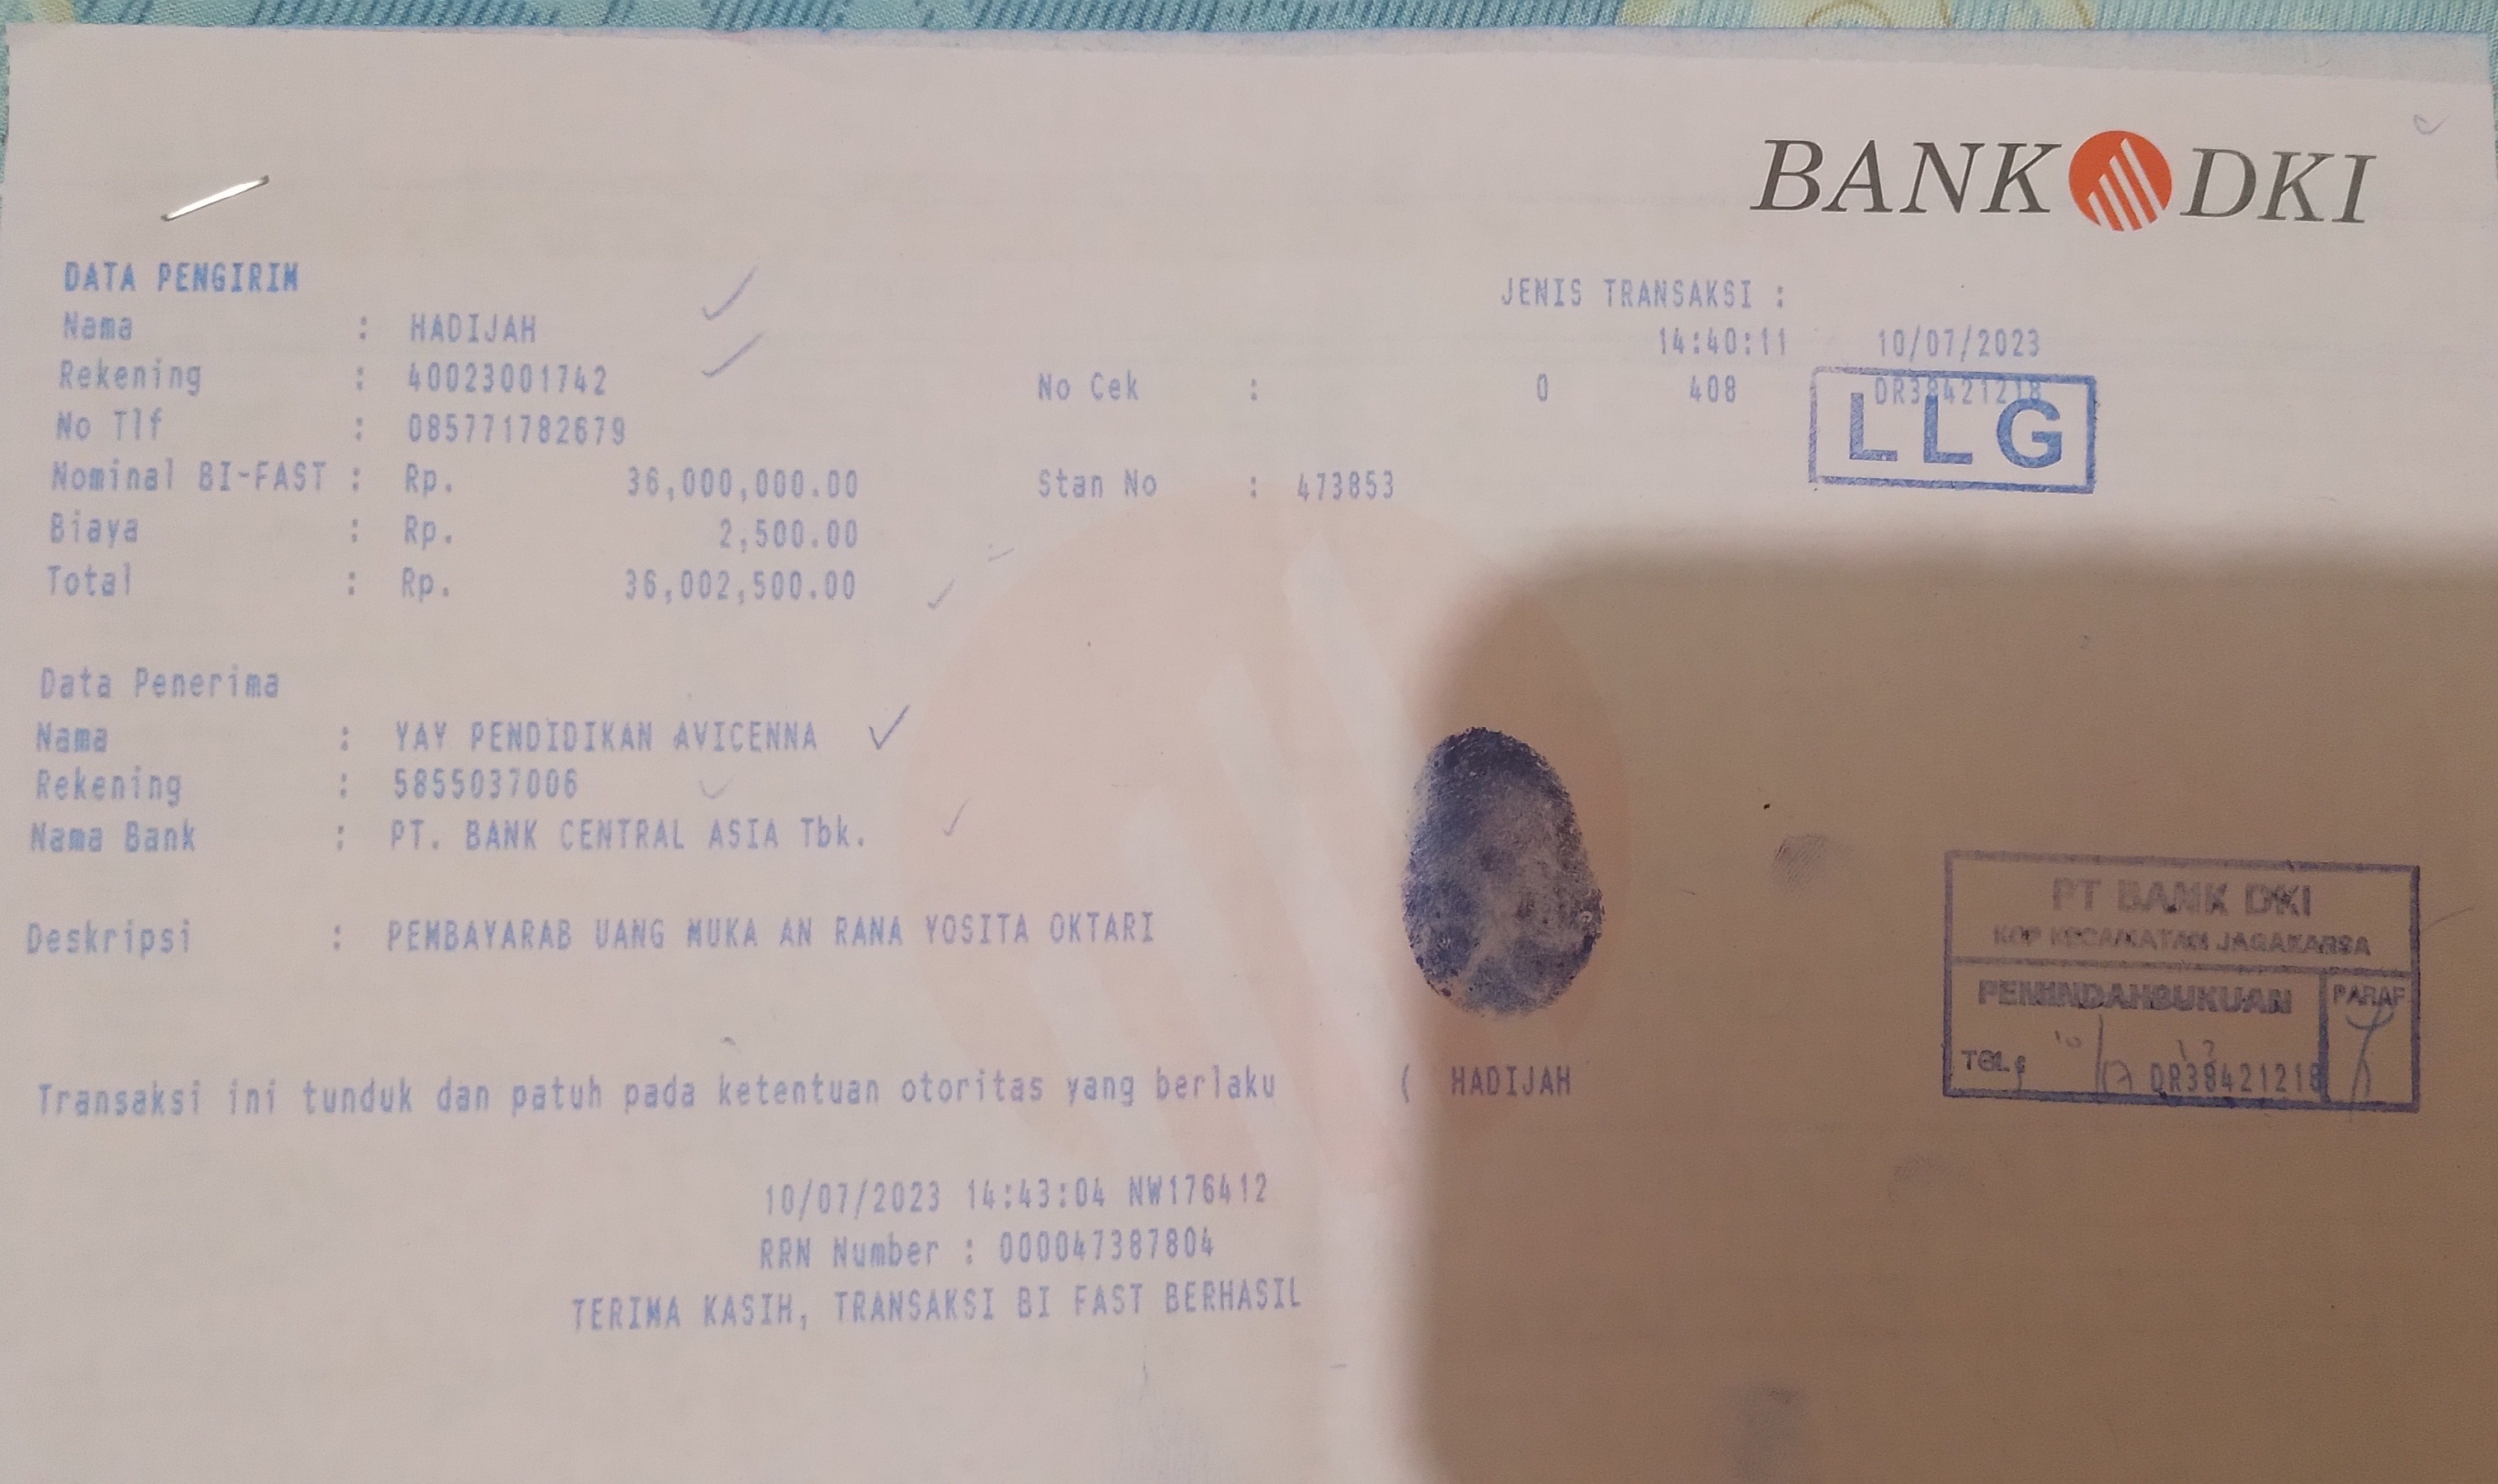 BANK DKI
DATA PENGIRIM
JENIS TRANSAKSI :
Nama : HADIJAH
14:40:11 10/07/2023
Rekening : 40023001742
No Cek : 0 408 DR38421218
No Tlf : 085771782679
LLG
Nominal BI-FAST : Rp. 36,000,000.00
Stan No : 473853
Biaya : Rp. 2,500.00
Total : Rp. 36,002,500.00
Data Penerima
Nama : YAY PENDIDIKAN AVICENNA
Rekening : 5855037006
Nama Bank : PT. BANK CENTRAL ASIA Tbk.
Deskripsi : PEMBAYARAB UANG MUKA AN RANA YOSITA OKTARI
PT BANK DKI
KCP KECAMATAN JAGAKARSA
PEMINDAHBUKUAN
PARAF
TGL.
DR38421218
Transaksi ini tunduk dan patuh pada ketentuan otoritas yang berlaku ( HADIJAH
10/07/2023 14:43:04 NW176412
RRN Number : 000047387804
TERIMA KASIH, TRANSAKSI BI FAST BERHASIL